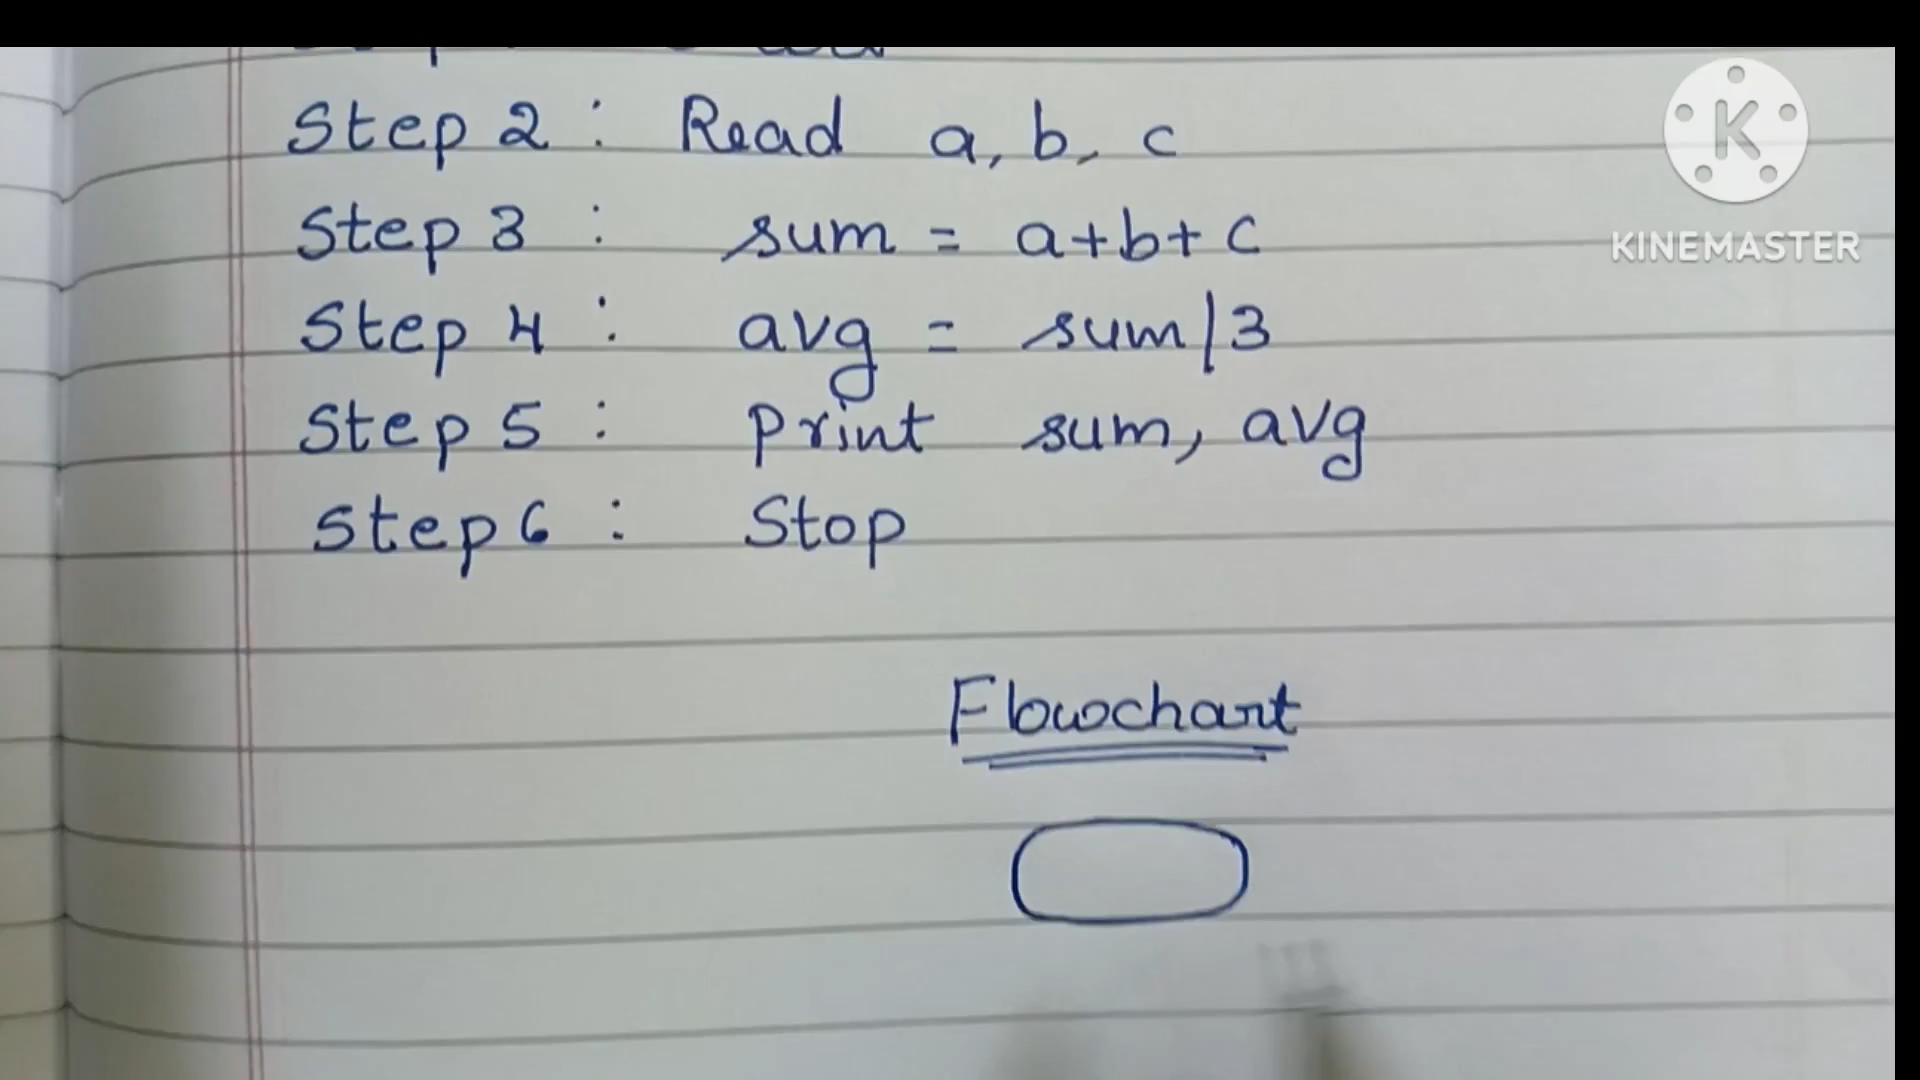 Step 2 : Read a, b, c
Step 3 : sum = a+b+c
Step 4 : avg = sum/3
Step 5 : print sum, avg
Step 6 : Stop
Flowchart
K
KINEMASTER